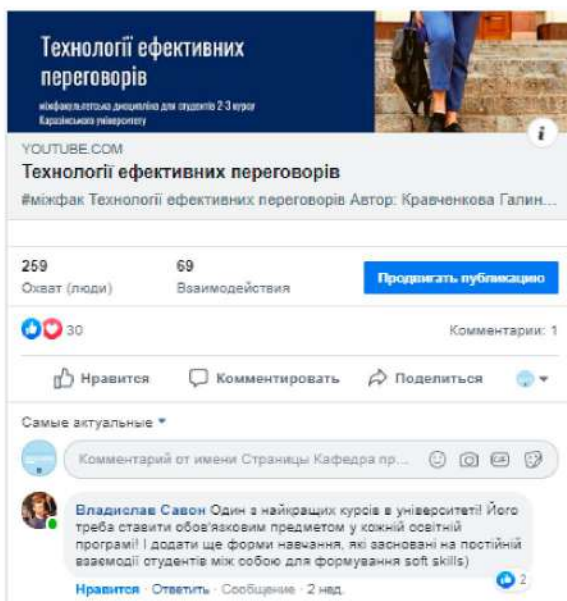 Технології ефективних
переговорів
міжфакультетська дисципліна для студентів 2-3 курсу
Каразінського університету
YOUTUBE.COM
Технології ефективних переговорів
#міжфак Технології ефективних переговорів Автор: Кравченкова Галин...
259 69
Охват (люди) Взаимодействия
Продвигать публикацию
30 Комментарии: 1
Нравится Комментировать Поделиться
Самые актуальные
Комментарий от имени Страницы Кафедра пр... GIF
Владислав Савон Один з найкращих курсів в університеті! Його
треба ставити обов'язковим предметом у кожній освітній
програмі! І додати ще форми навчання, які засновані на постійній
взаємодії студентів між собою для формування soft skills)
2
Нравится · Ответить · Сообщение · 2 нед.